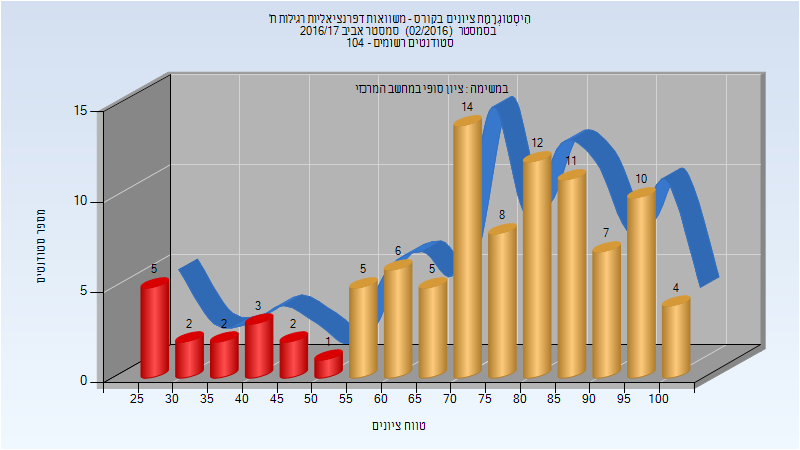 היסטוגרמת ציונים בקורס - משוואות דפרנציאליות רגילות ח'
בסמסטר (02/2016) סמסטר אביב 2016/17
סטודנטים רשומים - 104
במשימה : ציון סופי במחשב המרכזי
מספר סטודנטים
15
10
5
0
5
2
2
3
2
1
5
6
5
14
8
12
11
7
10
4
25 30 35 40 45 50 55 60 65 70 75 80 85 90 95 100
טווח ציונים